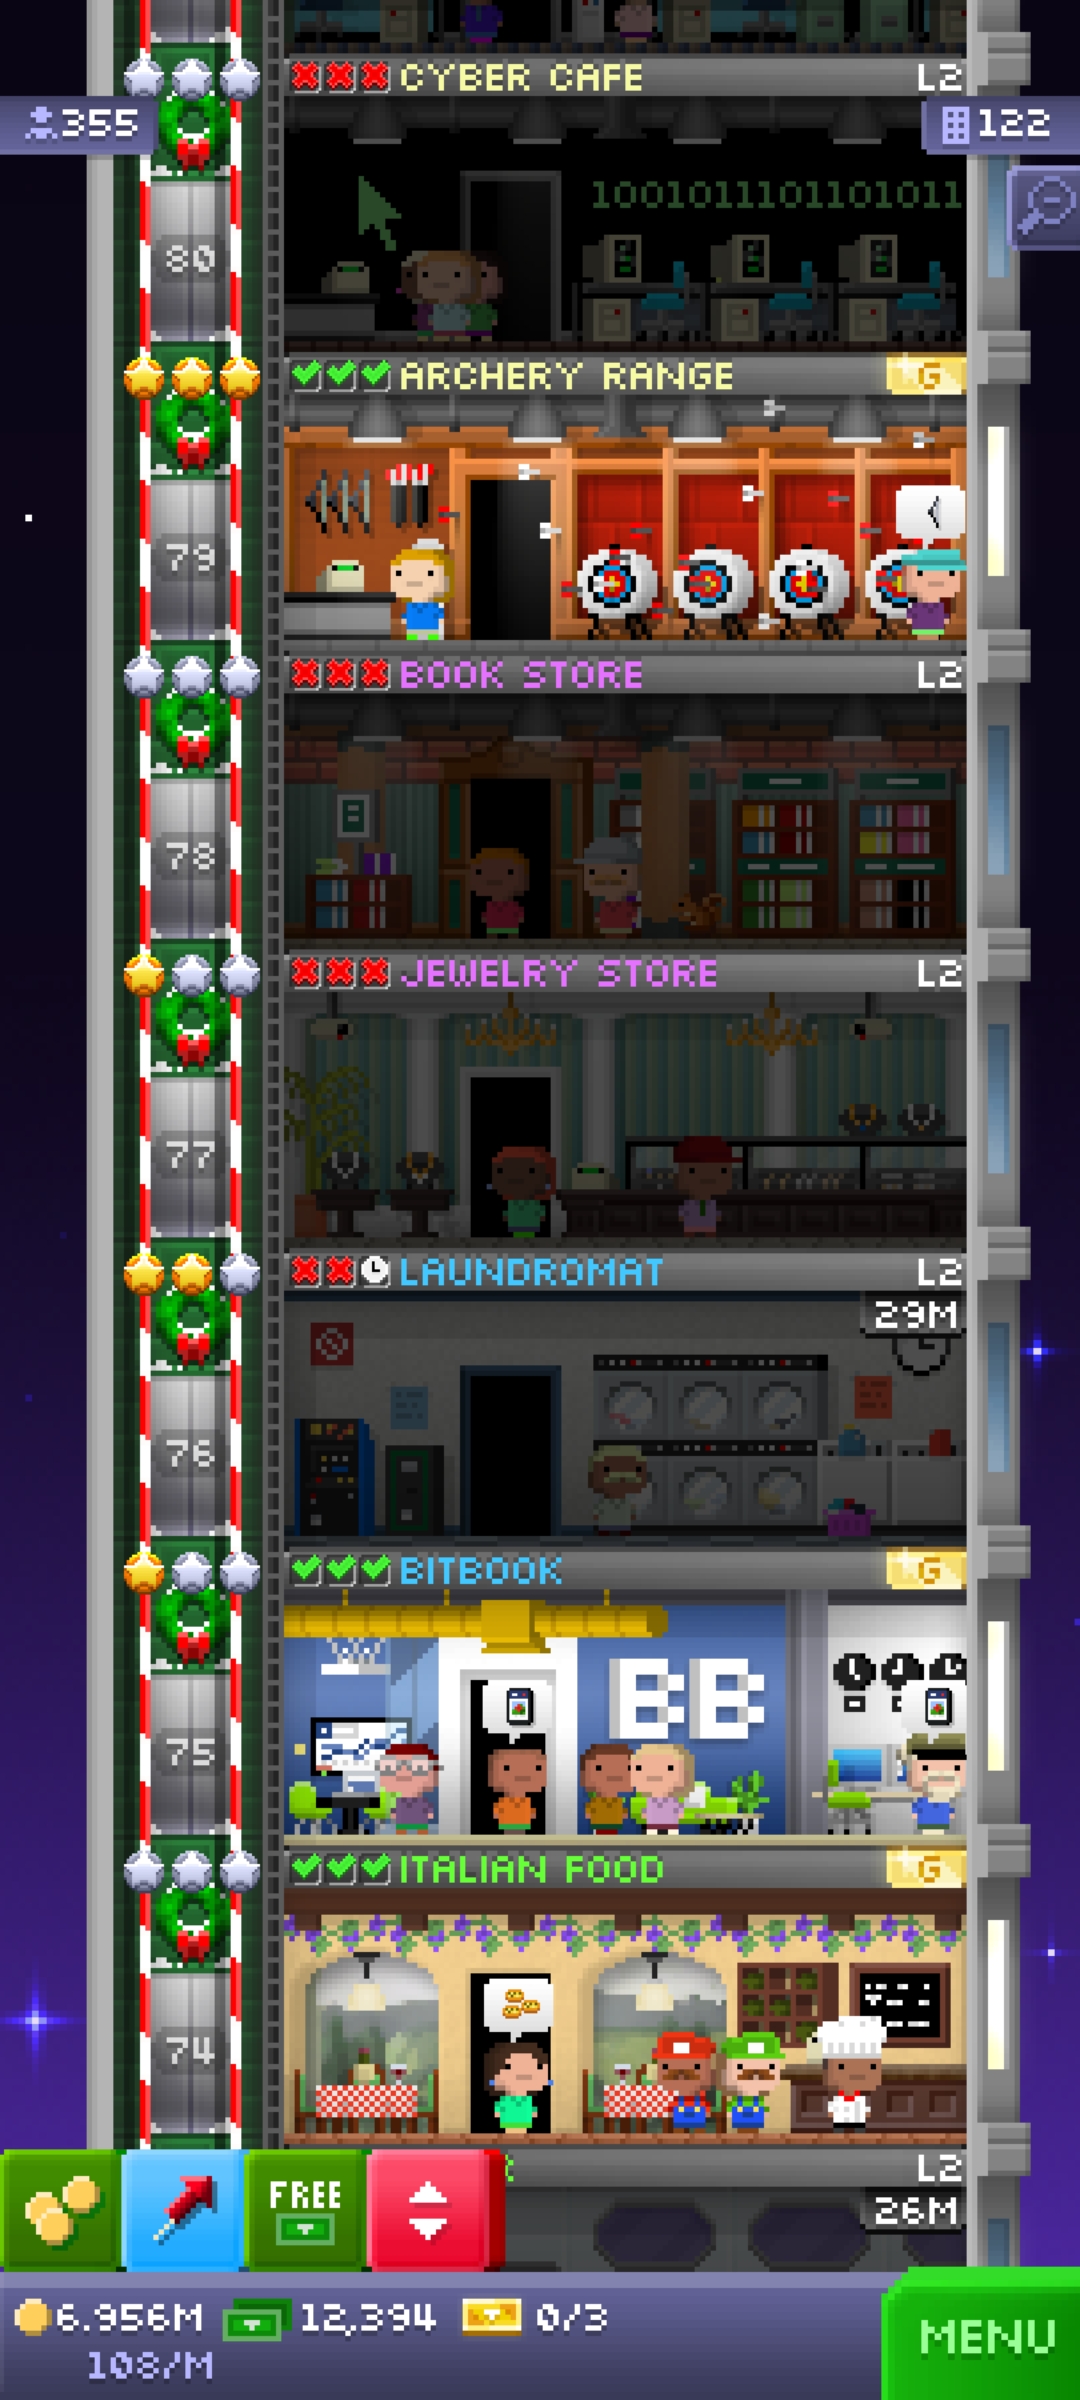 CYBER CAFE L2
355
122
1001011101101011
80
ARCHERY RANGE G
79
BOOK STORE L2
78
JEWELRY STORE L2
77
LAUNDROMAT L2
29M
76
BITBOOK G
BB
75
ITALIAN FOOD G
74
L2
26M
FREE
6.956M 12,394 0/3
108/M
MENU